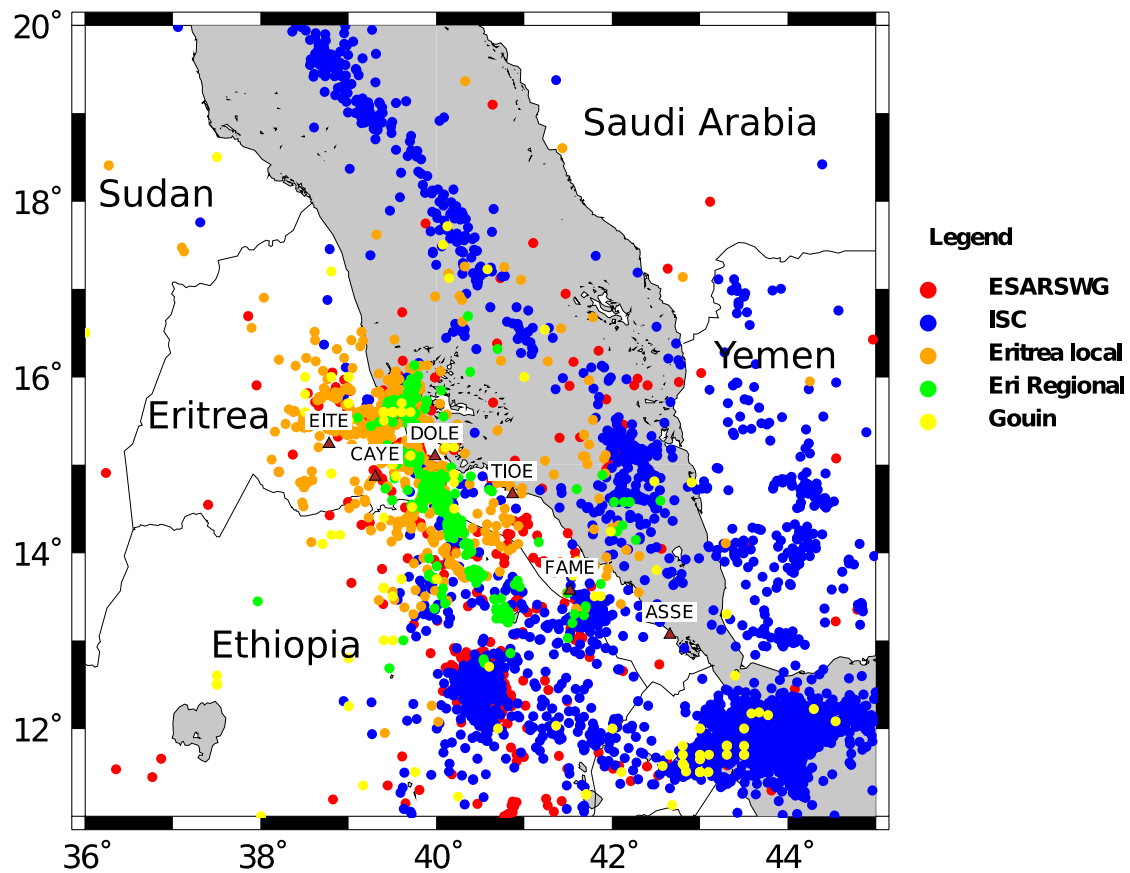 20°
Saudi Arabia
Sudan
18°
Legend
ESARSWG
ISC
Yemen
Eritrea local
16°
Eri Regional
Eritrea
Gouin
EITE
DOLE
CAYE
TIOE
14°
FAME
ASSE
Ethiopia
12°
36° 38° 40° 42° 44°